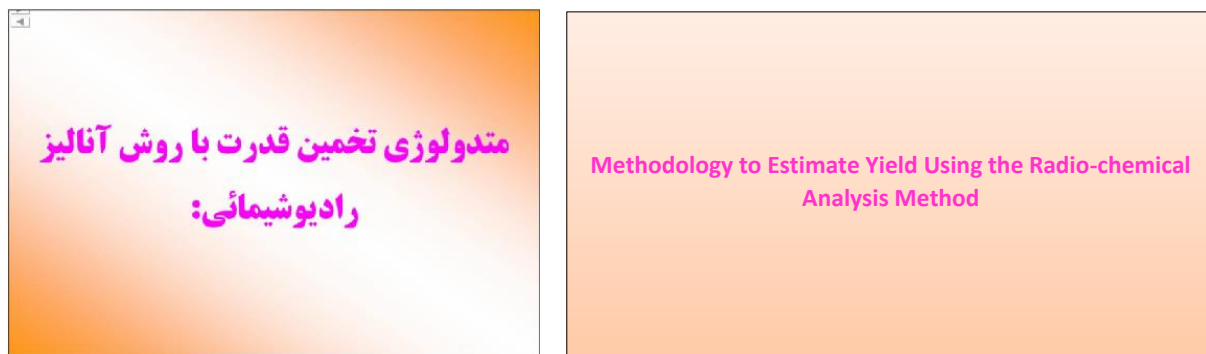 متدولوژی تخمین قدرت با روش آنالیز
رادیوشیمائی:
Methodology to Estimate Yield Using the Radio-chemical
Analysis Method